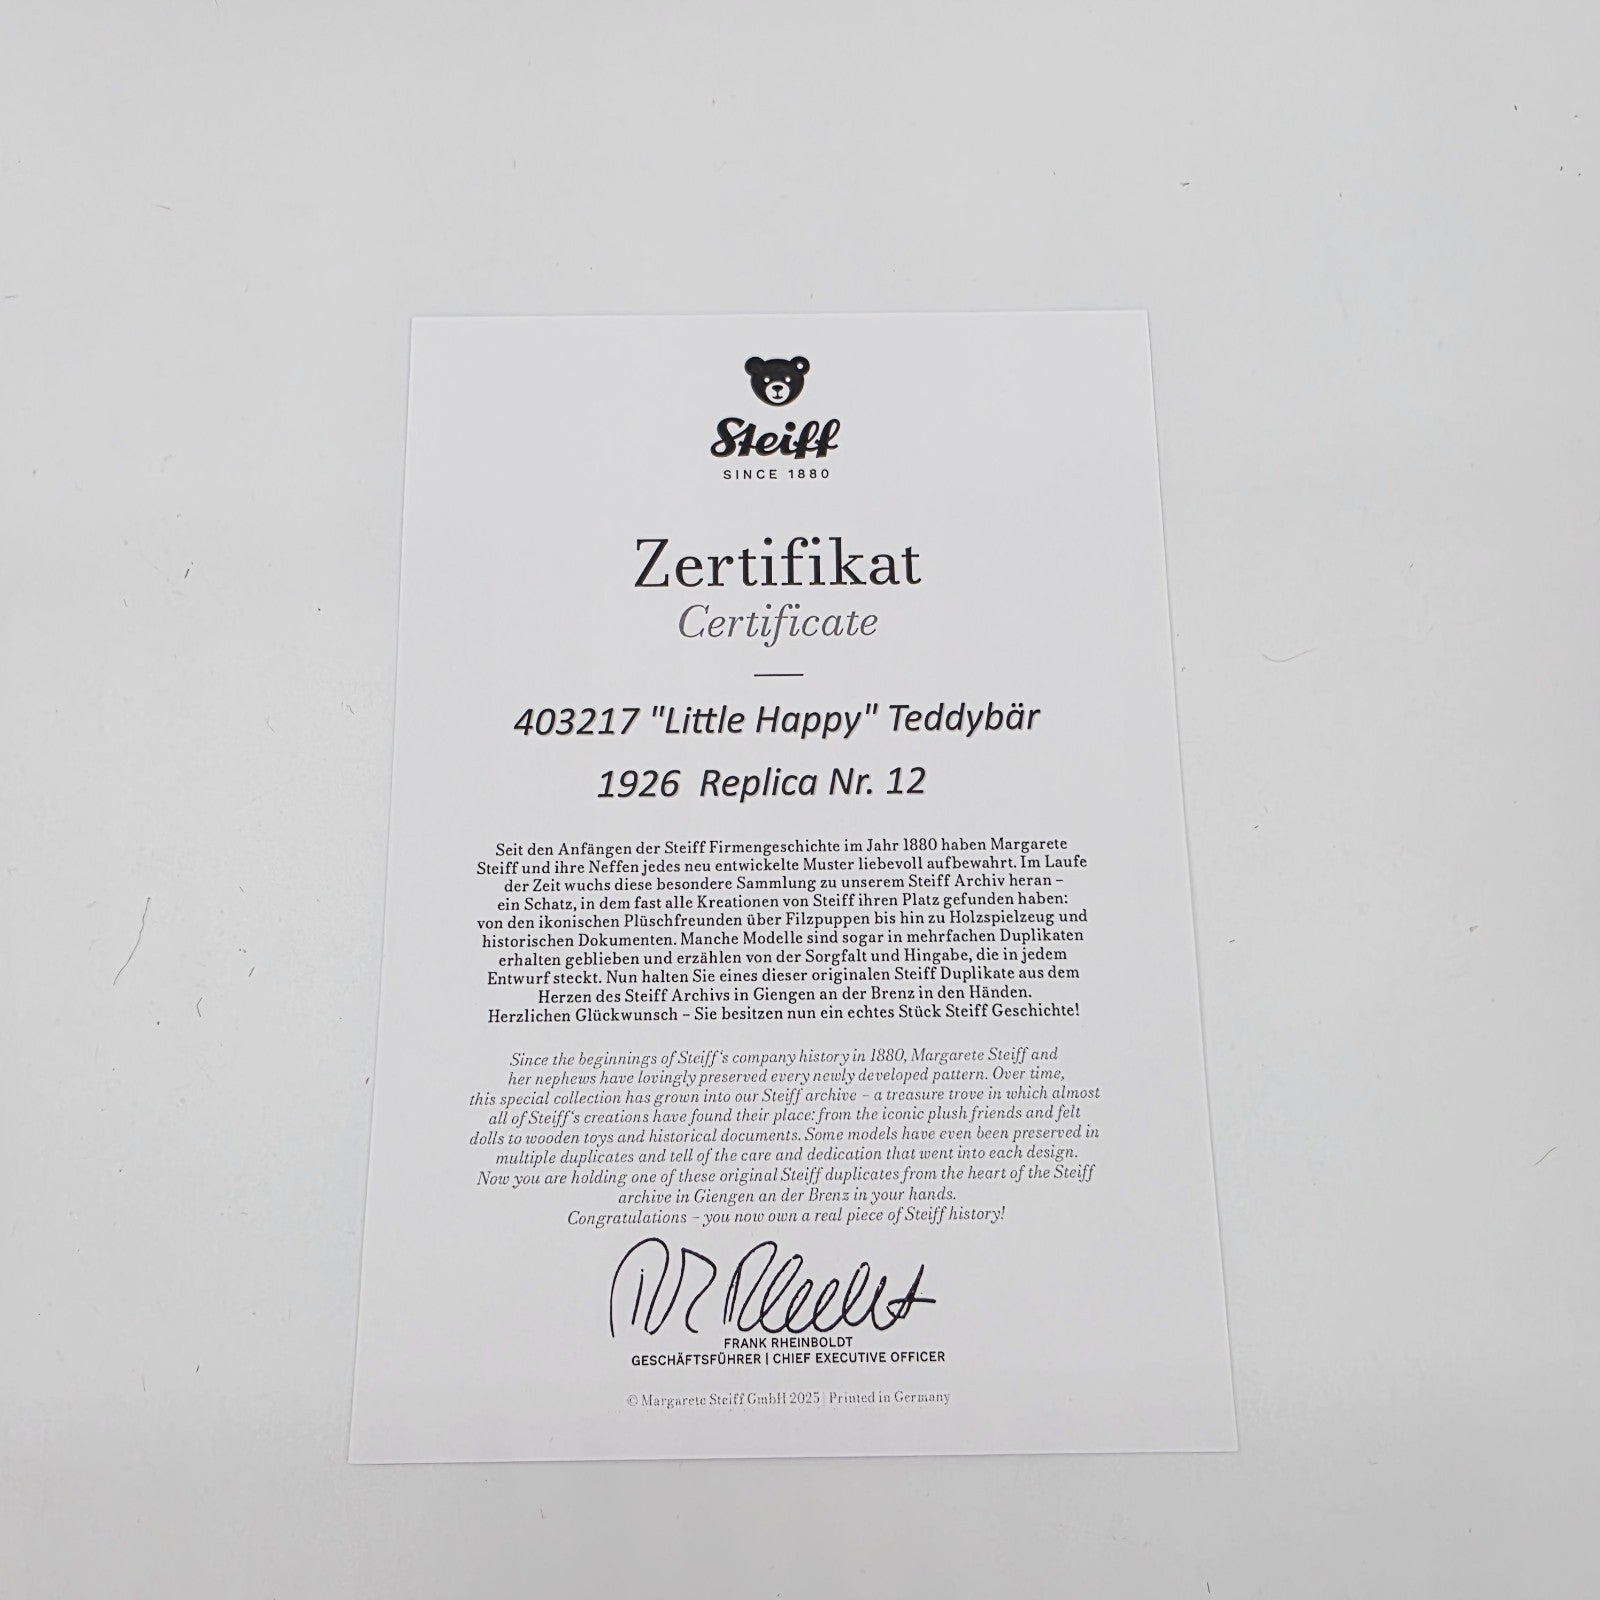 Steiff
SINCE 1880
Zertifikat
Certificate
403217 "Little Happy" Teddybär
1926 Replica Nr. 12
Seit den Anfängen der Steiff Firmengeschichte im Jahr 1880 haben Margarete
Steiff und ihre Neffen jedes neu entwickelte Muster liebevoll aufbewahrt. Im Laufe
der Zeit wuchs diese besondere Sammlung zu unserem Steiff Archiv heran –
ein Schatz, in dem fast alle Kreationen von Steiff ihren Platz gefunden haben:
von den ikonischen Plüschfreunden über Filzpuppen bis hin zu Holzspielzeug und
historischen Dokumenten. Manche Modelle sind sogar in mehrfachen Duplikaten
erhalten geblieben und erzählen von der Sorgfalt und Hingabe, die in jedem
Entwurf steckt. Nun halten Sie eines dieser originalen Steiff Duplikate aus dem
Herzen des Steiff Archivs in Giengen an der Brenz in den Händen.
Herzlichen Glückwunsch – Sie besitzen nun ein echtes Stück Steiff Geschichte!
Since the beginnings of Steiff's company history in 1880, Margarete Steiff and
her nephews have lovingly preserved every newly developed pattern. Over time,
this special collection has grown into our Steiff archive – a treasure trove in which almost
all of Steiff's creations have found their place: from the iconic plush friends and felt
dolls to wooden toys and historical documents. Some models have even been preserved in
multiple duplicates and tell of the care and dedication that went into each design.
Now you are holding one of these original Steiff duplicates from the heart of the Steiff
archive in Giengen an der Brenz in your hands.
Congratulations – you now own a real piece of Steiff history!
FRANK RHEINBOLDT
GESCHÄFTSFÜHRER | CHIEF EXECUTIVE OFFICER
© Margarete Steiff GmbH 2025 | Printed in Germany